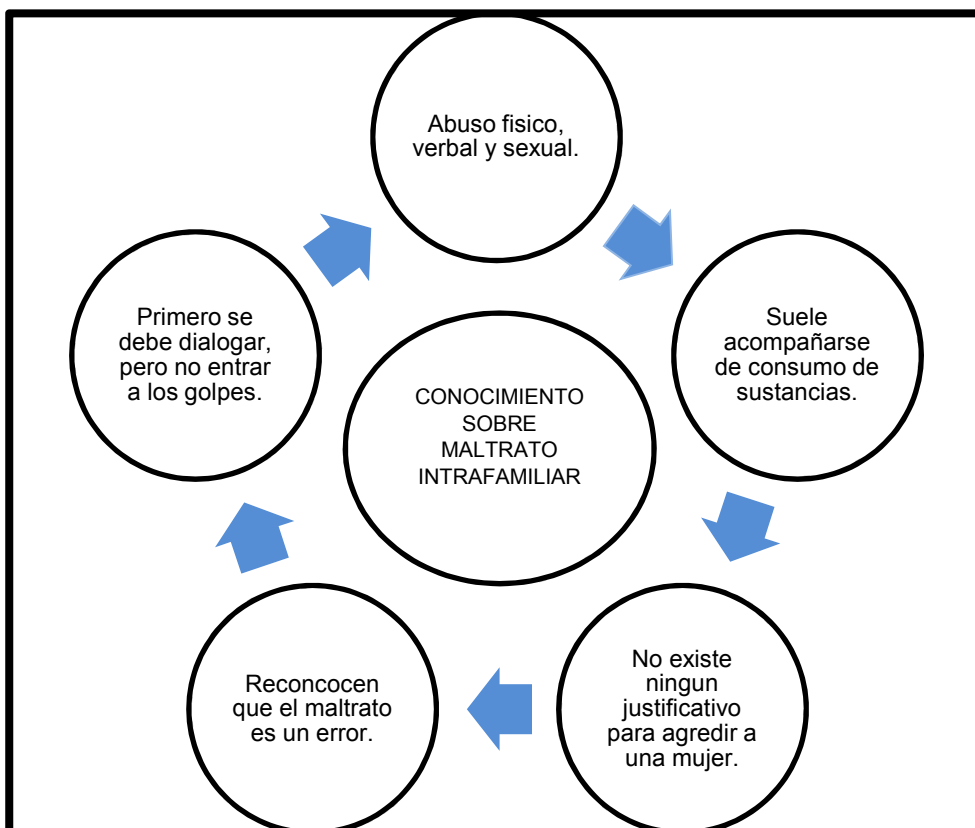 Abuso fisico,
verbal y sexual.
Suele
acompañarse
de consumo de
sustancias.
No existe
ningun
justificativo
para agredir a
una mujer.
Reconcocen
que el maltrato
es un error.
Primero se
debe dialogar,
pero no entrar
a los golpes.
CONOCIMIENTO
SOBRE
MALTRATO
INTRAFAMILIAR